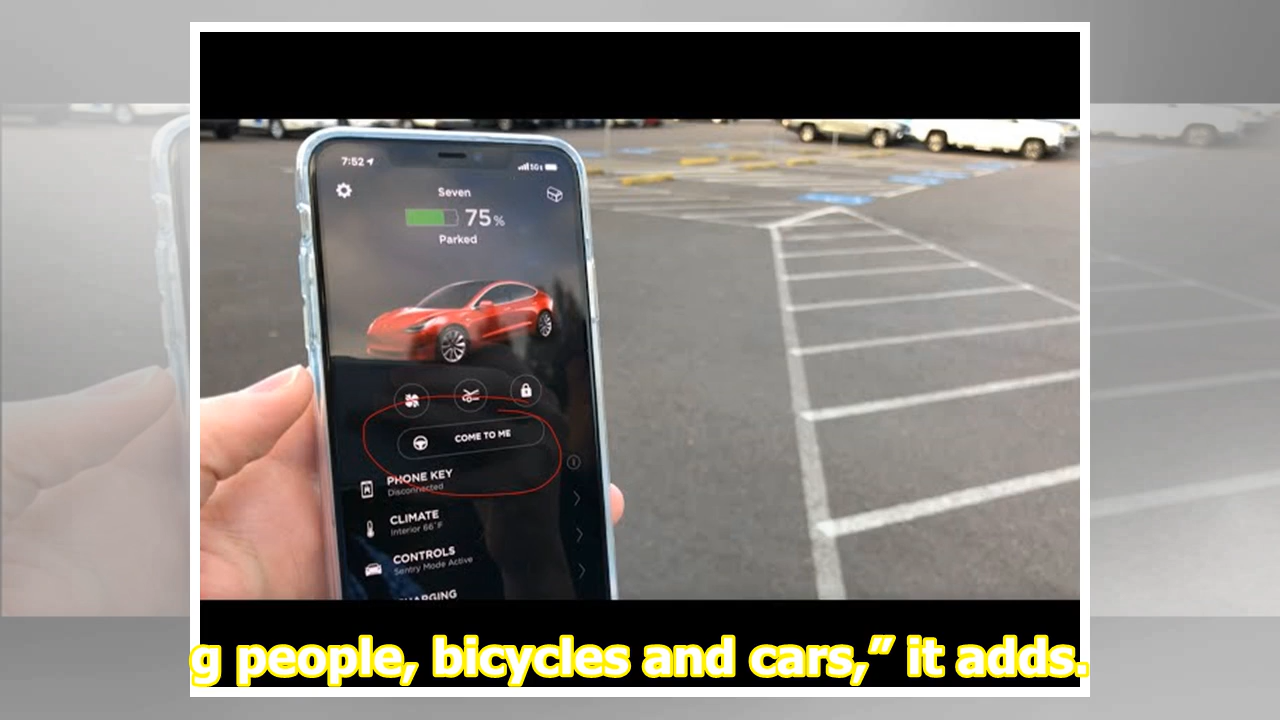 7:52
5G
Seven
75%
Parked
COME TO ME
PHONE KEY
Disconnected
CLIMATE
Interior 66°F
CONTROLS
Sentry Mode Active
g people, bicycles and cars,” it adds.